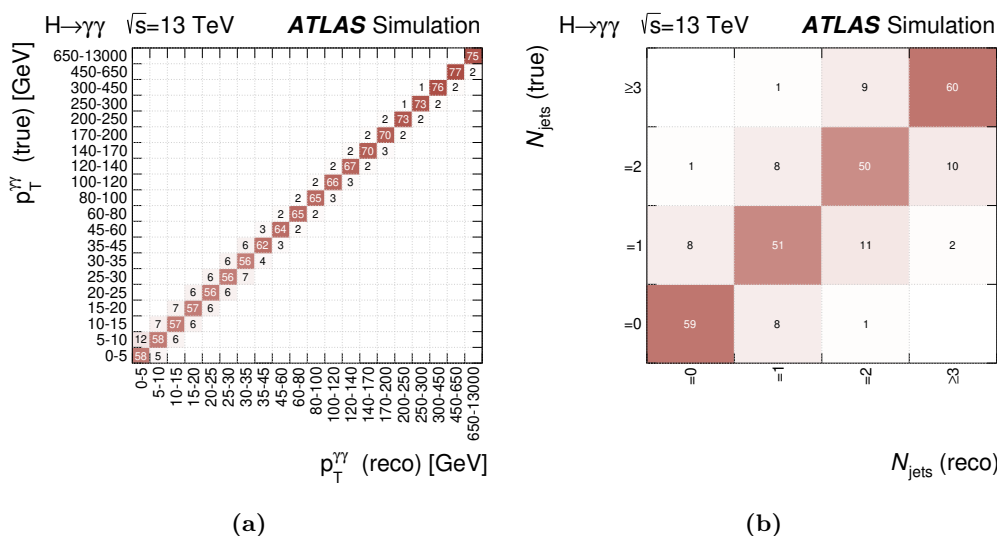 H→γγ √s=13 TeV ATLAS Simulation
p_T^γγ (true) [GeV]
650-13000 75
450-650 77 2
300-450 1 76 2
250-300 1 73 2
200-250 2 73 2
170-200 2 70 2
140-170 2 70 3
120-140 2 67 2
100-120 2 66 3
80-100 2 65 3
60-80 2 65 2
45-60 3 64 2
35-45 6 62 3
30-35 6 56 4
25-30 6 56 7
20-25 6 56 6
15-20 7 57 6
10-15 7 57 6
5-10 12 58 6
0-5 58 5
0-5
5-10
10-15
15-20
20-25
25-30
30-35
35-45
45-60
60-80
80-100
100-120
120-140
140-170
170-200
200-250
250-300
300-450
450-650
650-13000
p_T^γγ (reco) [GeV]
(a)
H→γγ √s=13 TeV ATLAS Simulation
N_jets (true)
≥3 1 9 60
=2 1 8 50 10
=1 8 51 11 2
=0 59 8 1
=0
=1
=2
≥3
N_jets (reco)
(b)